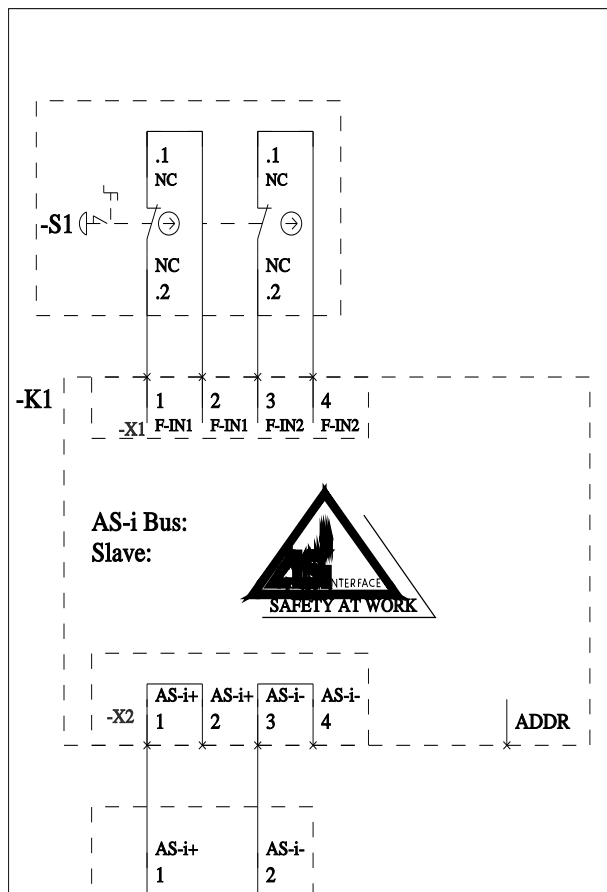 .1 .1
NC NC
-S1
NC NC
.2 .2
-K1
1 2 3 4
-X1 F-IN1 F-IN1 F-IN2 F-IN2
AS-i Bus:
Slave:
INTERFACE
SAFETY AT WORK
AS-i+ AS-i+ AS-i- AS-i-
-X2 1 2 3 4 ADDR
AS-i+ AS-i-
1 2